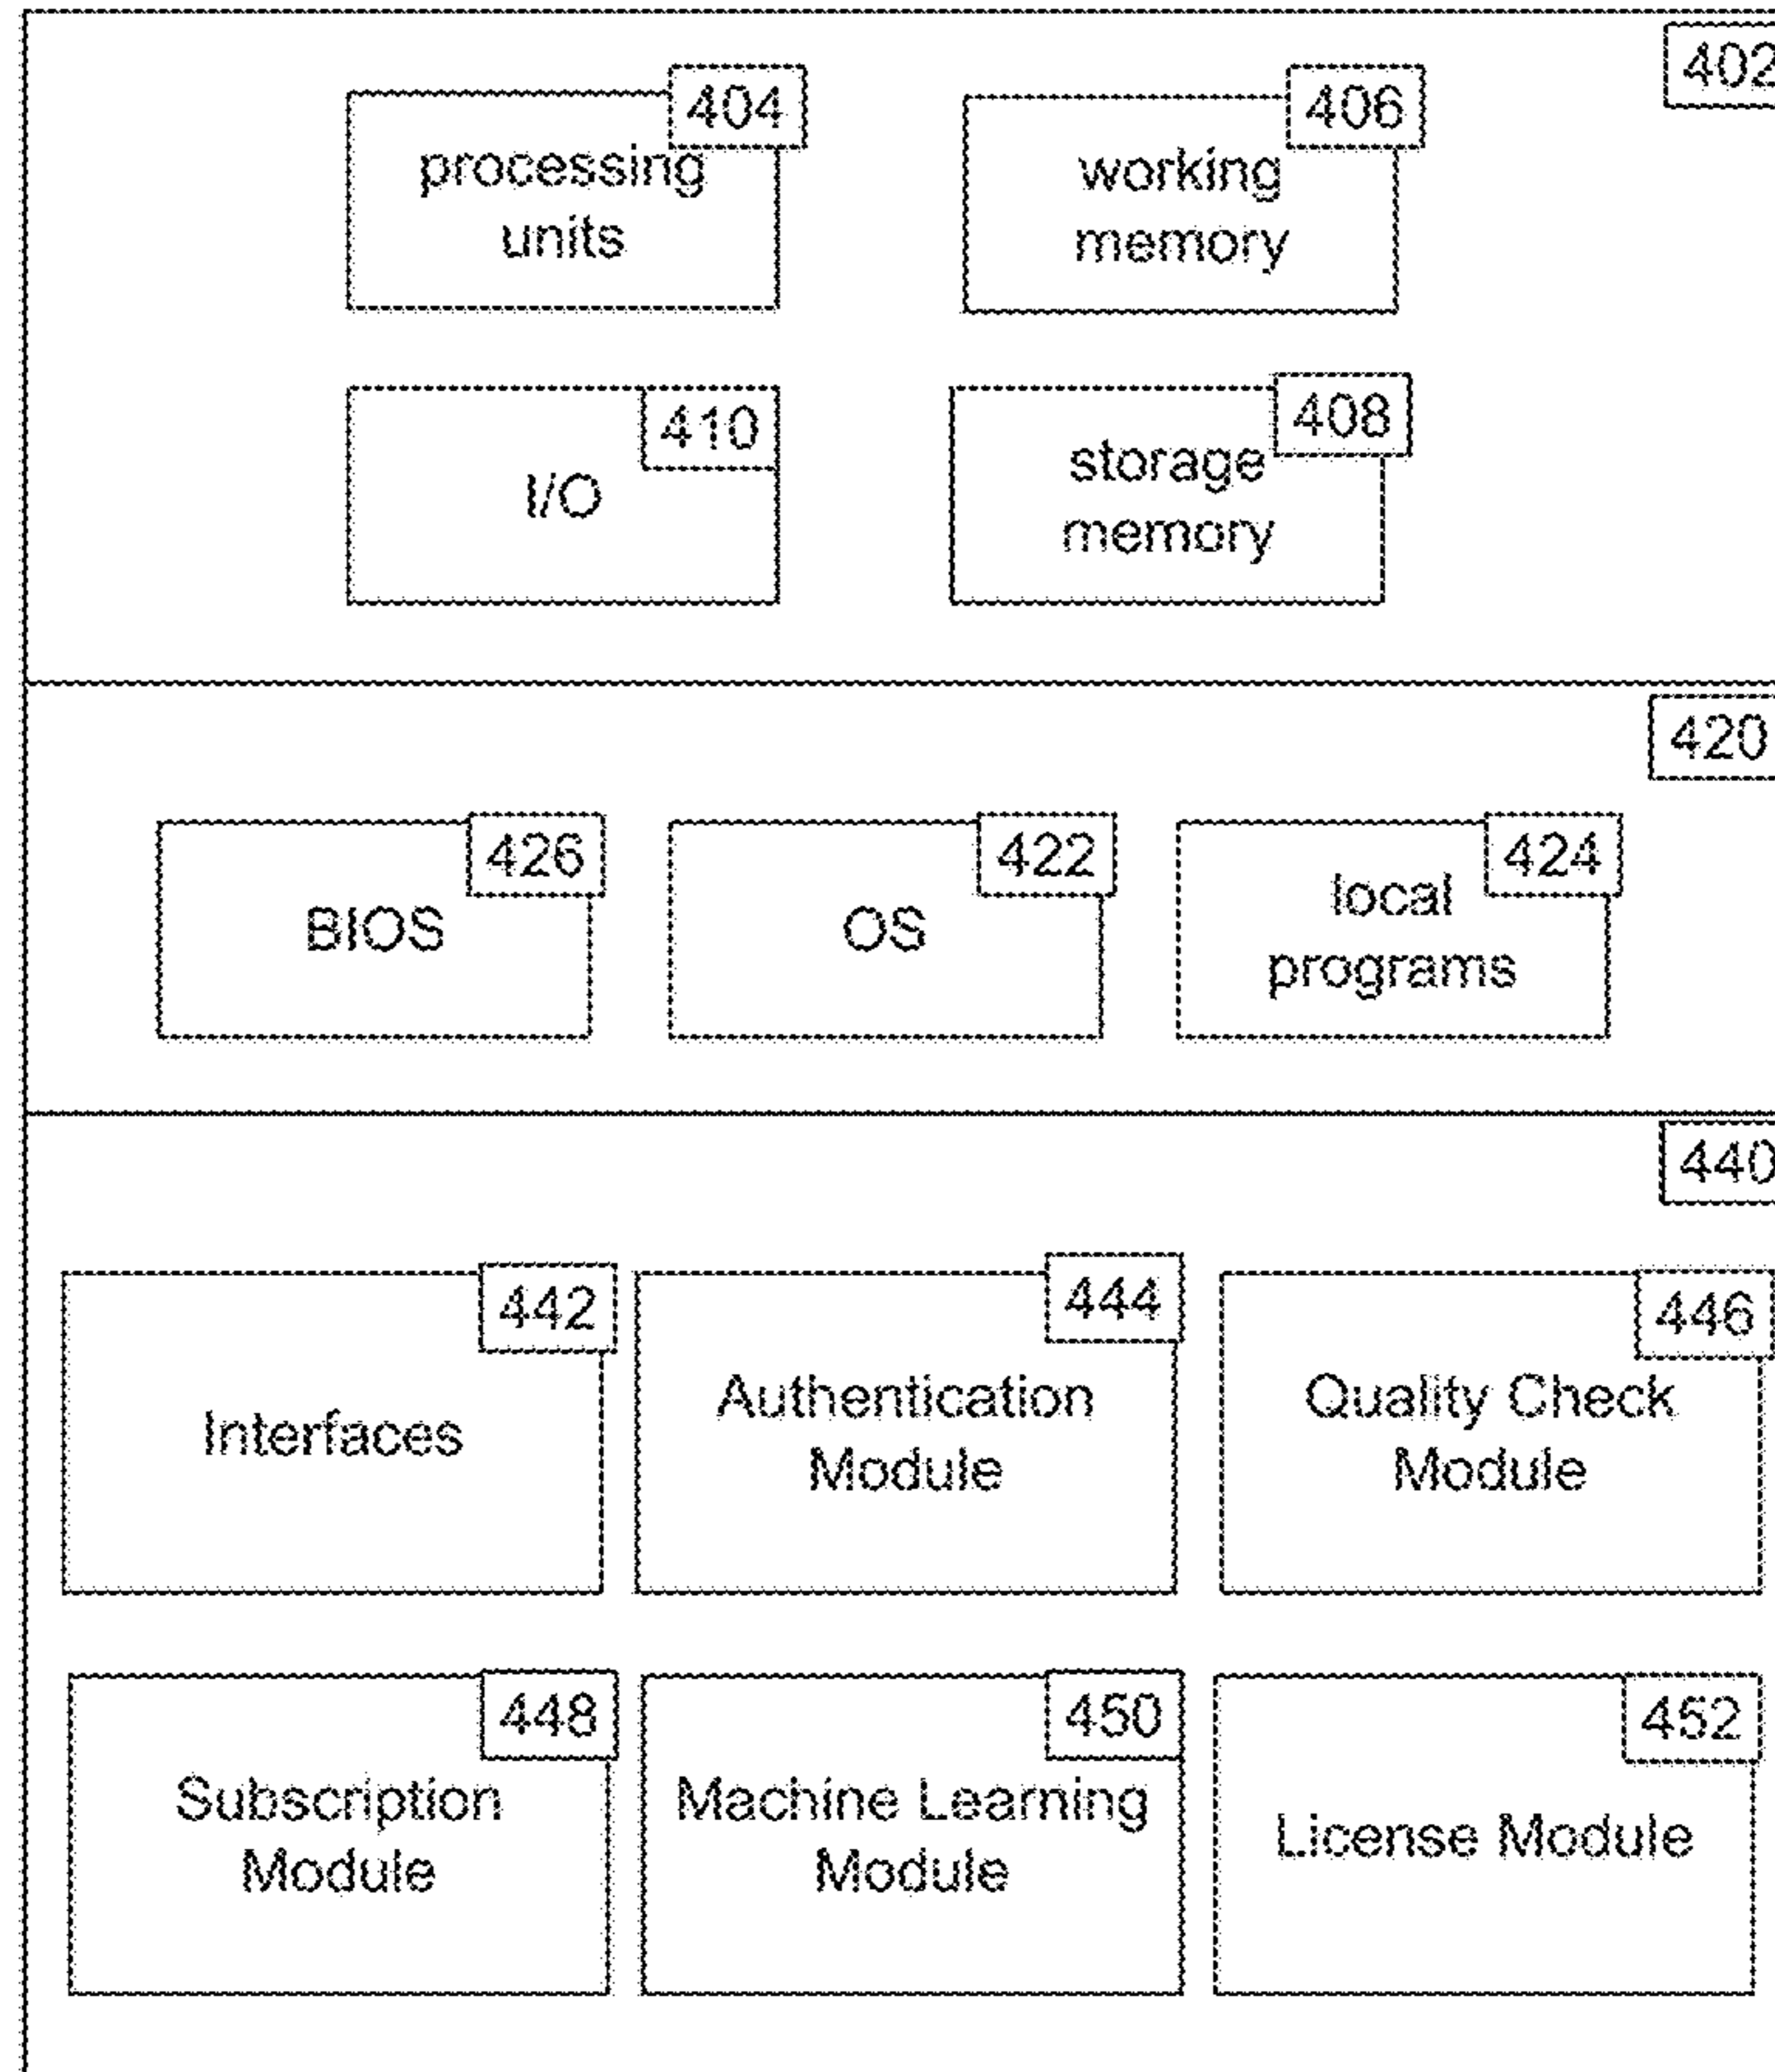 402
404
processing
units
406
working
memory
410
I/O
408
storage
memory
420
426
BIOS
422
OS
424
local
programs
440
442
Interfaces
444
Authentication
Module
446
Quality Check
Module
448
Subscription
Module
450
Machine Learning
Module
452
License Module